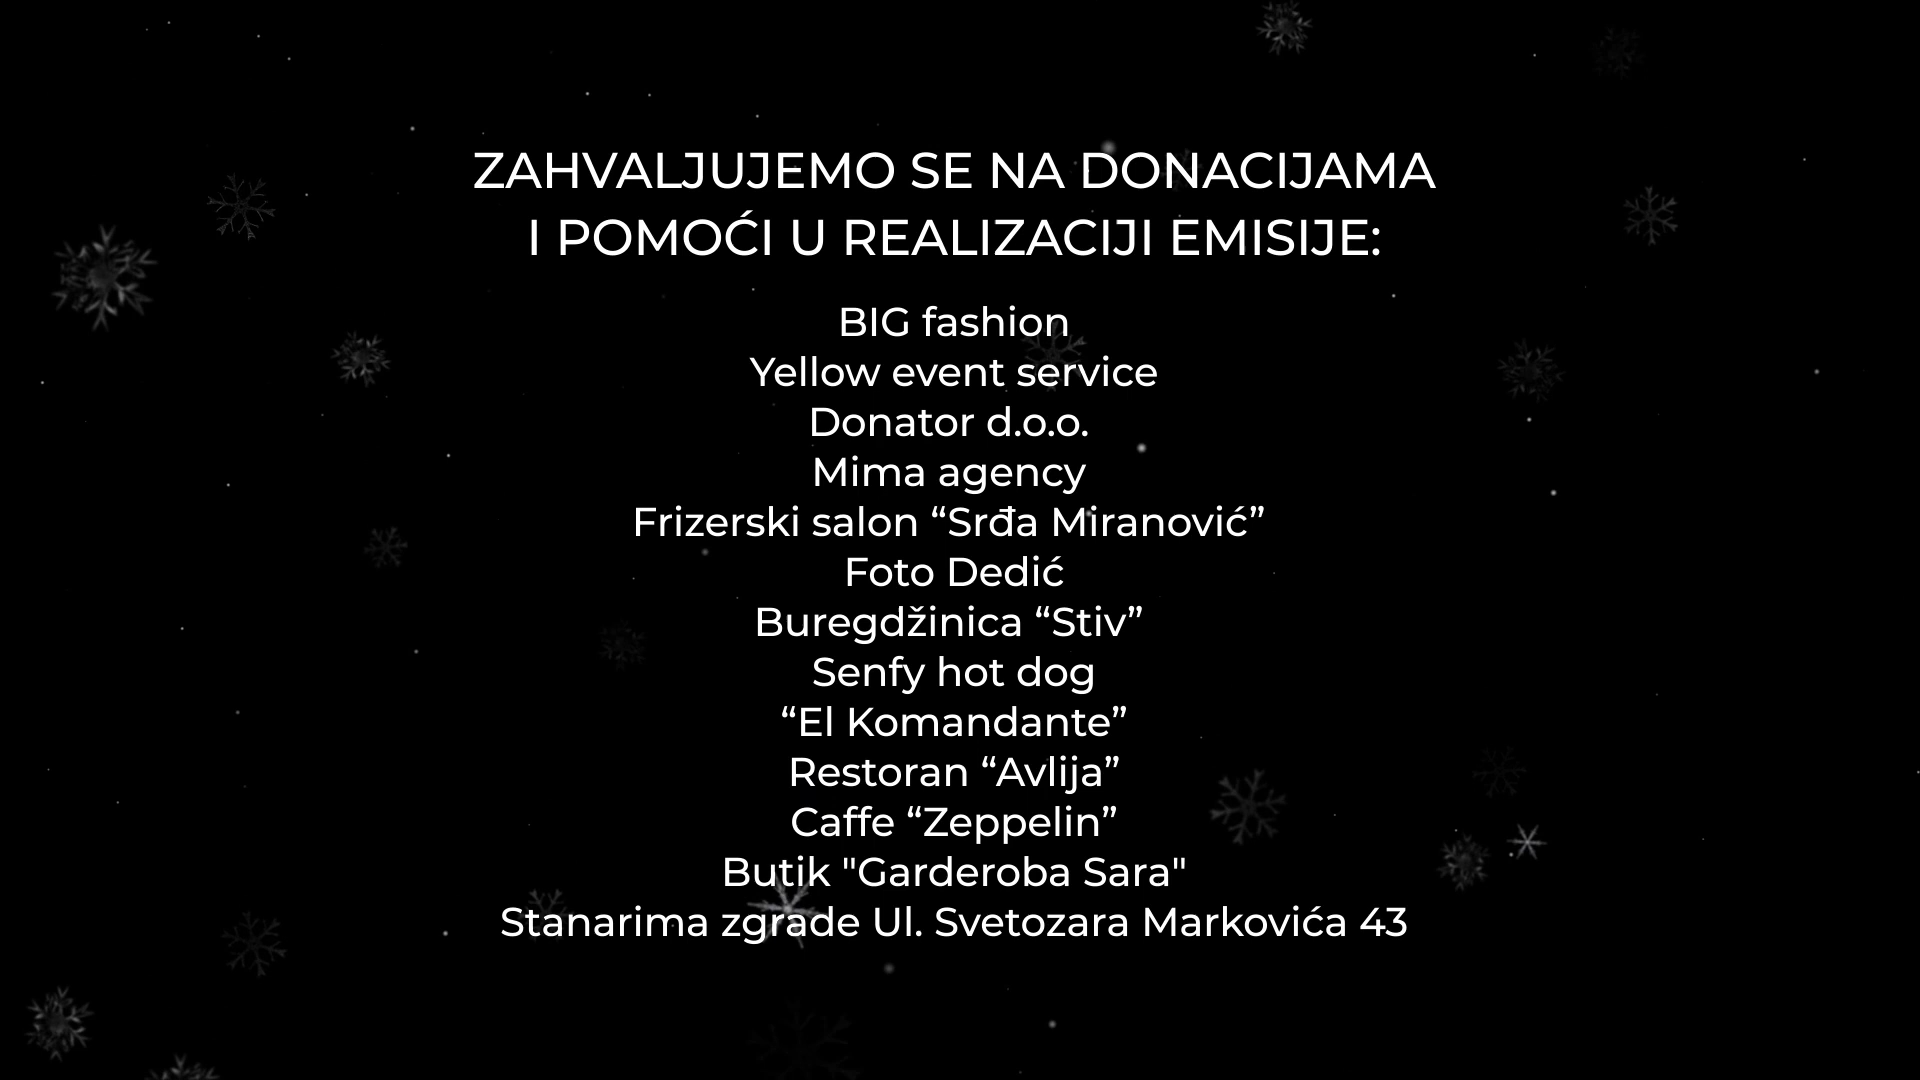 ZAHVALJUJEMO SE NA DONACIJAMA
I POMOĆI U REALIZACIJI EMISIJE:
BIG fashion
Yellow event service
Donator d.o.o.
Mima agency
Frizerski salon “Srđa Miranović”
Foto Dedić
Buregdžinica “Stiv”
Senfy hot dog
“El Komandante”
Restoran “Avlija”
Caffe “Zeppelin”
Butik "Garderoba Sara"
Stanarima zgrade Ul. Svetozara Markovića 43